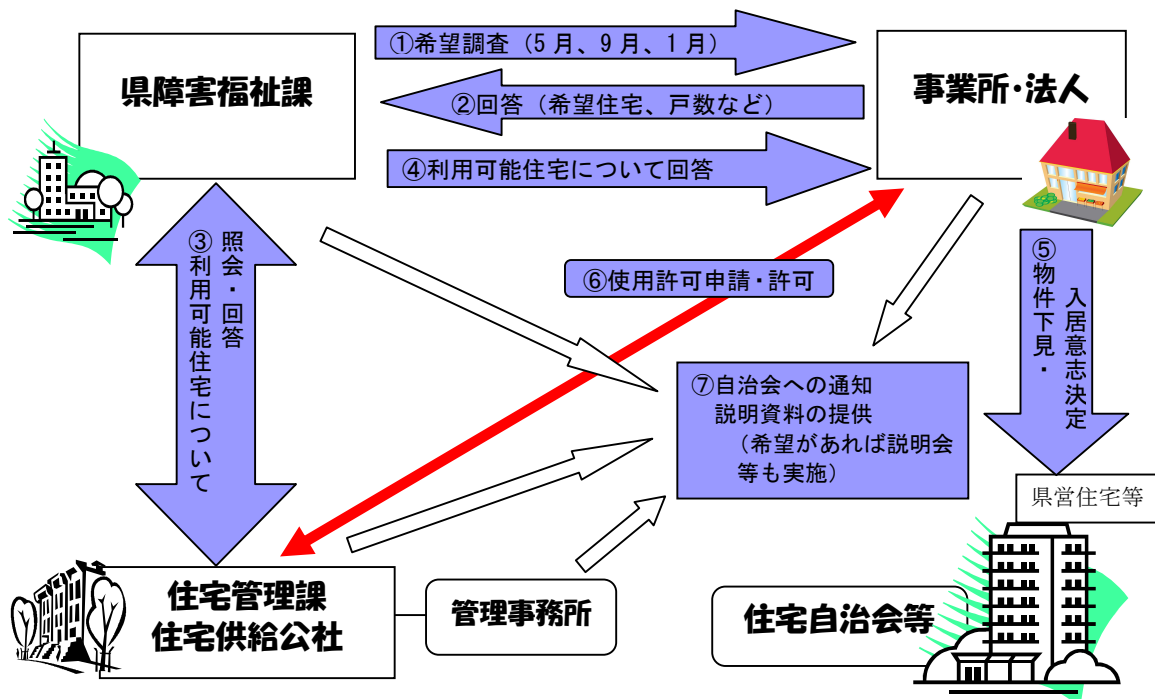 ①希望調査（5月、9月、1月）
県障害福祉課
事業所・法人
②回答（希望住宅、戸数など）
④利用可能住宅について回答
③利用可能住宅について
照会・回答
⑥使用許可申請・許可
⑤物件下見・
入居意志決定
⑦自治会への通知
説明資料の提供
（希望があれば説明会
等も実施）
県営住宅等
住宅管理課
住宅供給公社
管理事務所
住宅自治会等